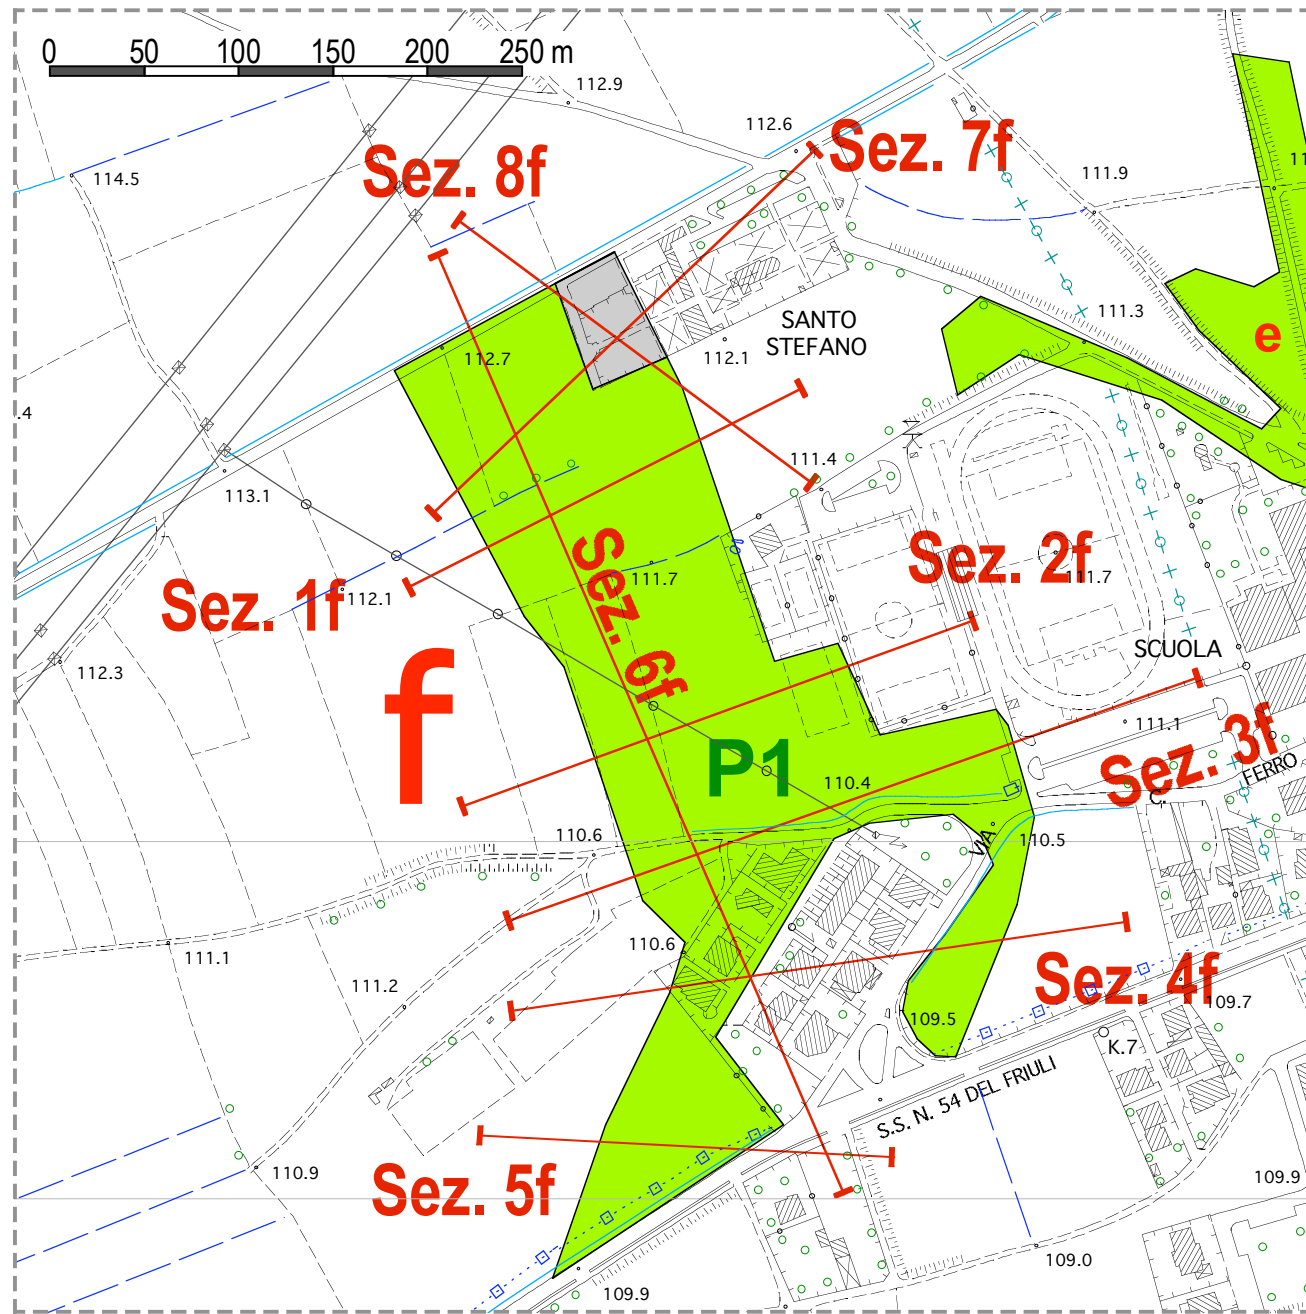 0 50 100 150 200 250 m
112.9
112.6
Sez. 7f
Sez. 8f
114.5
111.9
SANTO
STEFANO
111.3
e
112.7
112.1
.4
111.4
113.1
Sez. 6f
Sez. 2f
111.7
111.7
Sez. 1f
112.1
SCUOLA
112.3
f
111.1
Sez. 3f
P1
110.4
FERRO
C.
VIA
110.5
110.6
110.6
111.1
111.2
Sez. 4f
109.7
109.5
K.7
S.S. N. 54 DEL FRIULI
110.9
Sez. 5f
109.9
109.0
109.9